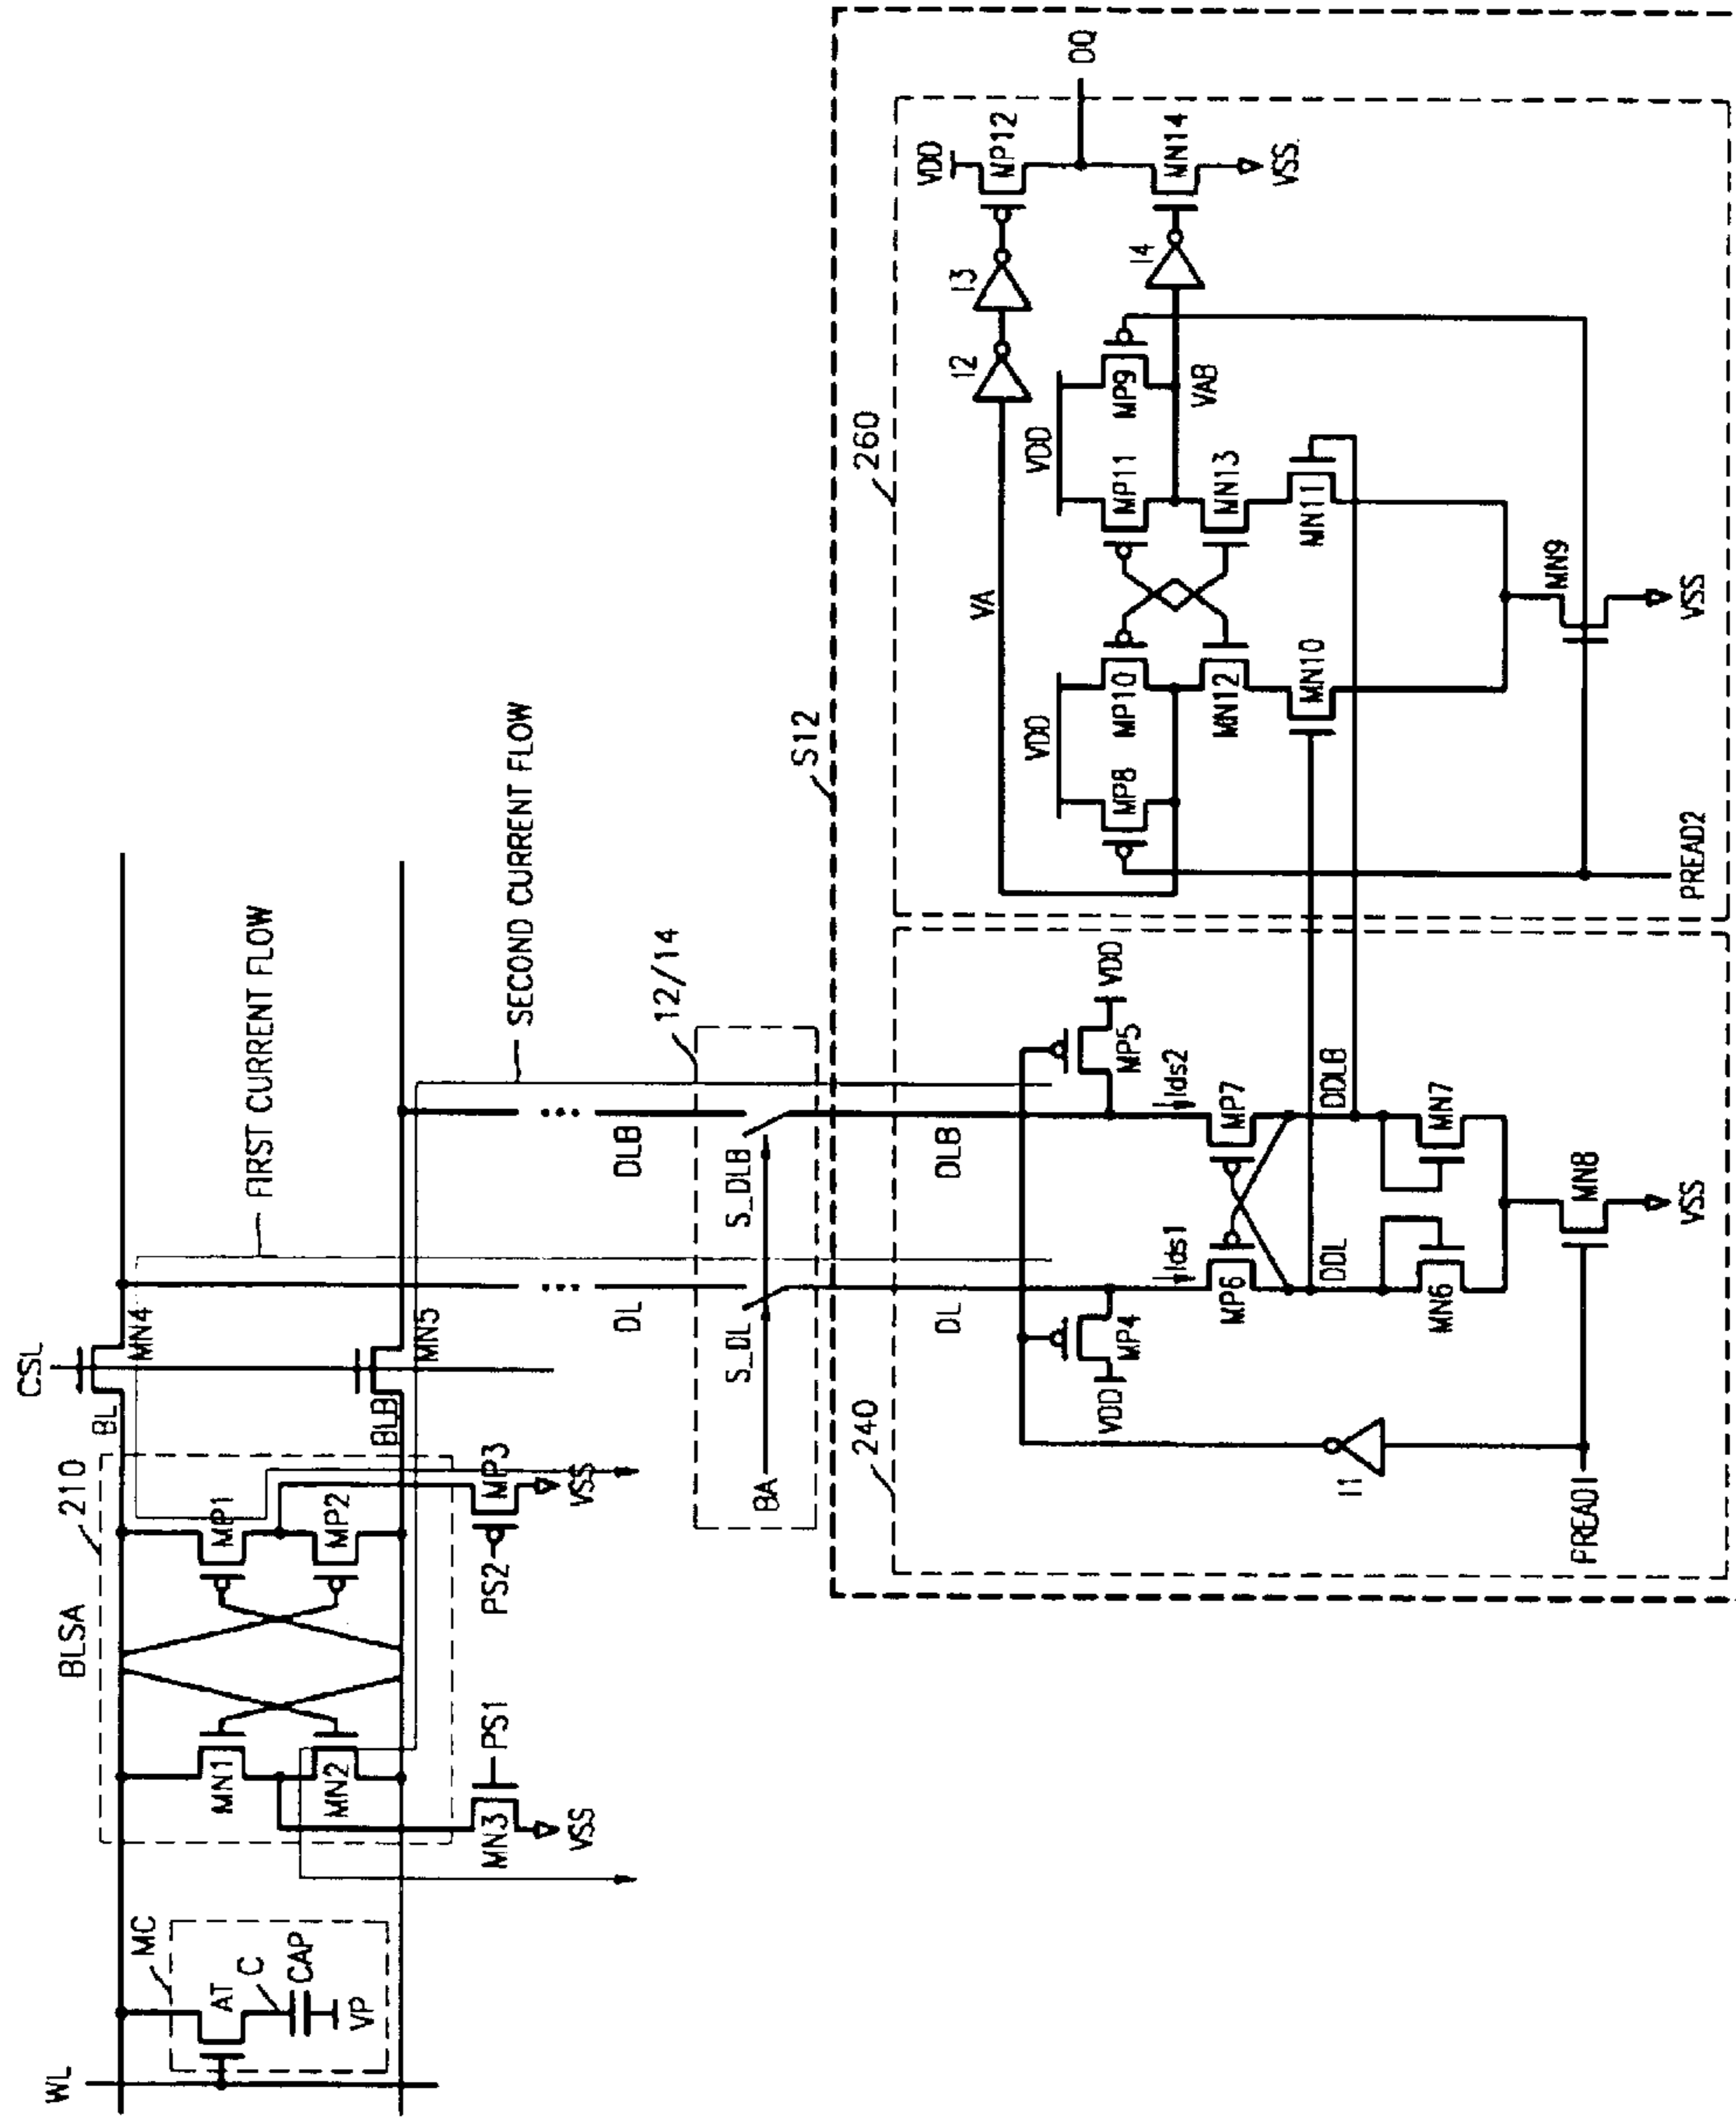 WL
MC
AT
C
CAP
VP
BLSA
210
MN1
MN2
MP1
MP2
MN3
PS1
VSS
PS2
MP3
VSS
CSL
BL
MN4
BLB
MN5
FIRST CURRENT FLOW
SECOND CURRENT FLOW
DL
DLB
12/14
BA
S_DL
S_DLB
S12
240
DL
DLB
VDD
MP4
MP5
VDD
I1
Ids1
Ids2
MP6
MP7
DDL
DDLB
MN6
MN7
PREAD1
MN8
VSS
260
VA
I2
I3
VDD
MP12
DQ
VDD
VDD
MP8
MP10
MP11
MP9
VAB
I4
MN14
VSS.
MN12
MN13
MN10
MN11
MN9
VSS
PREAD2